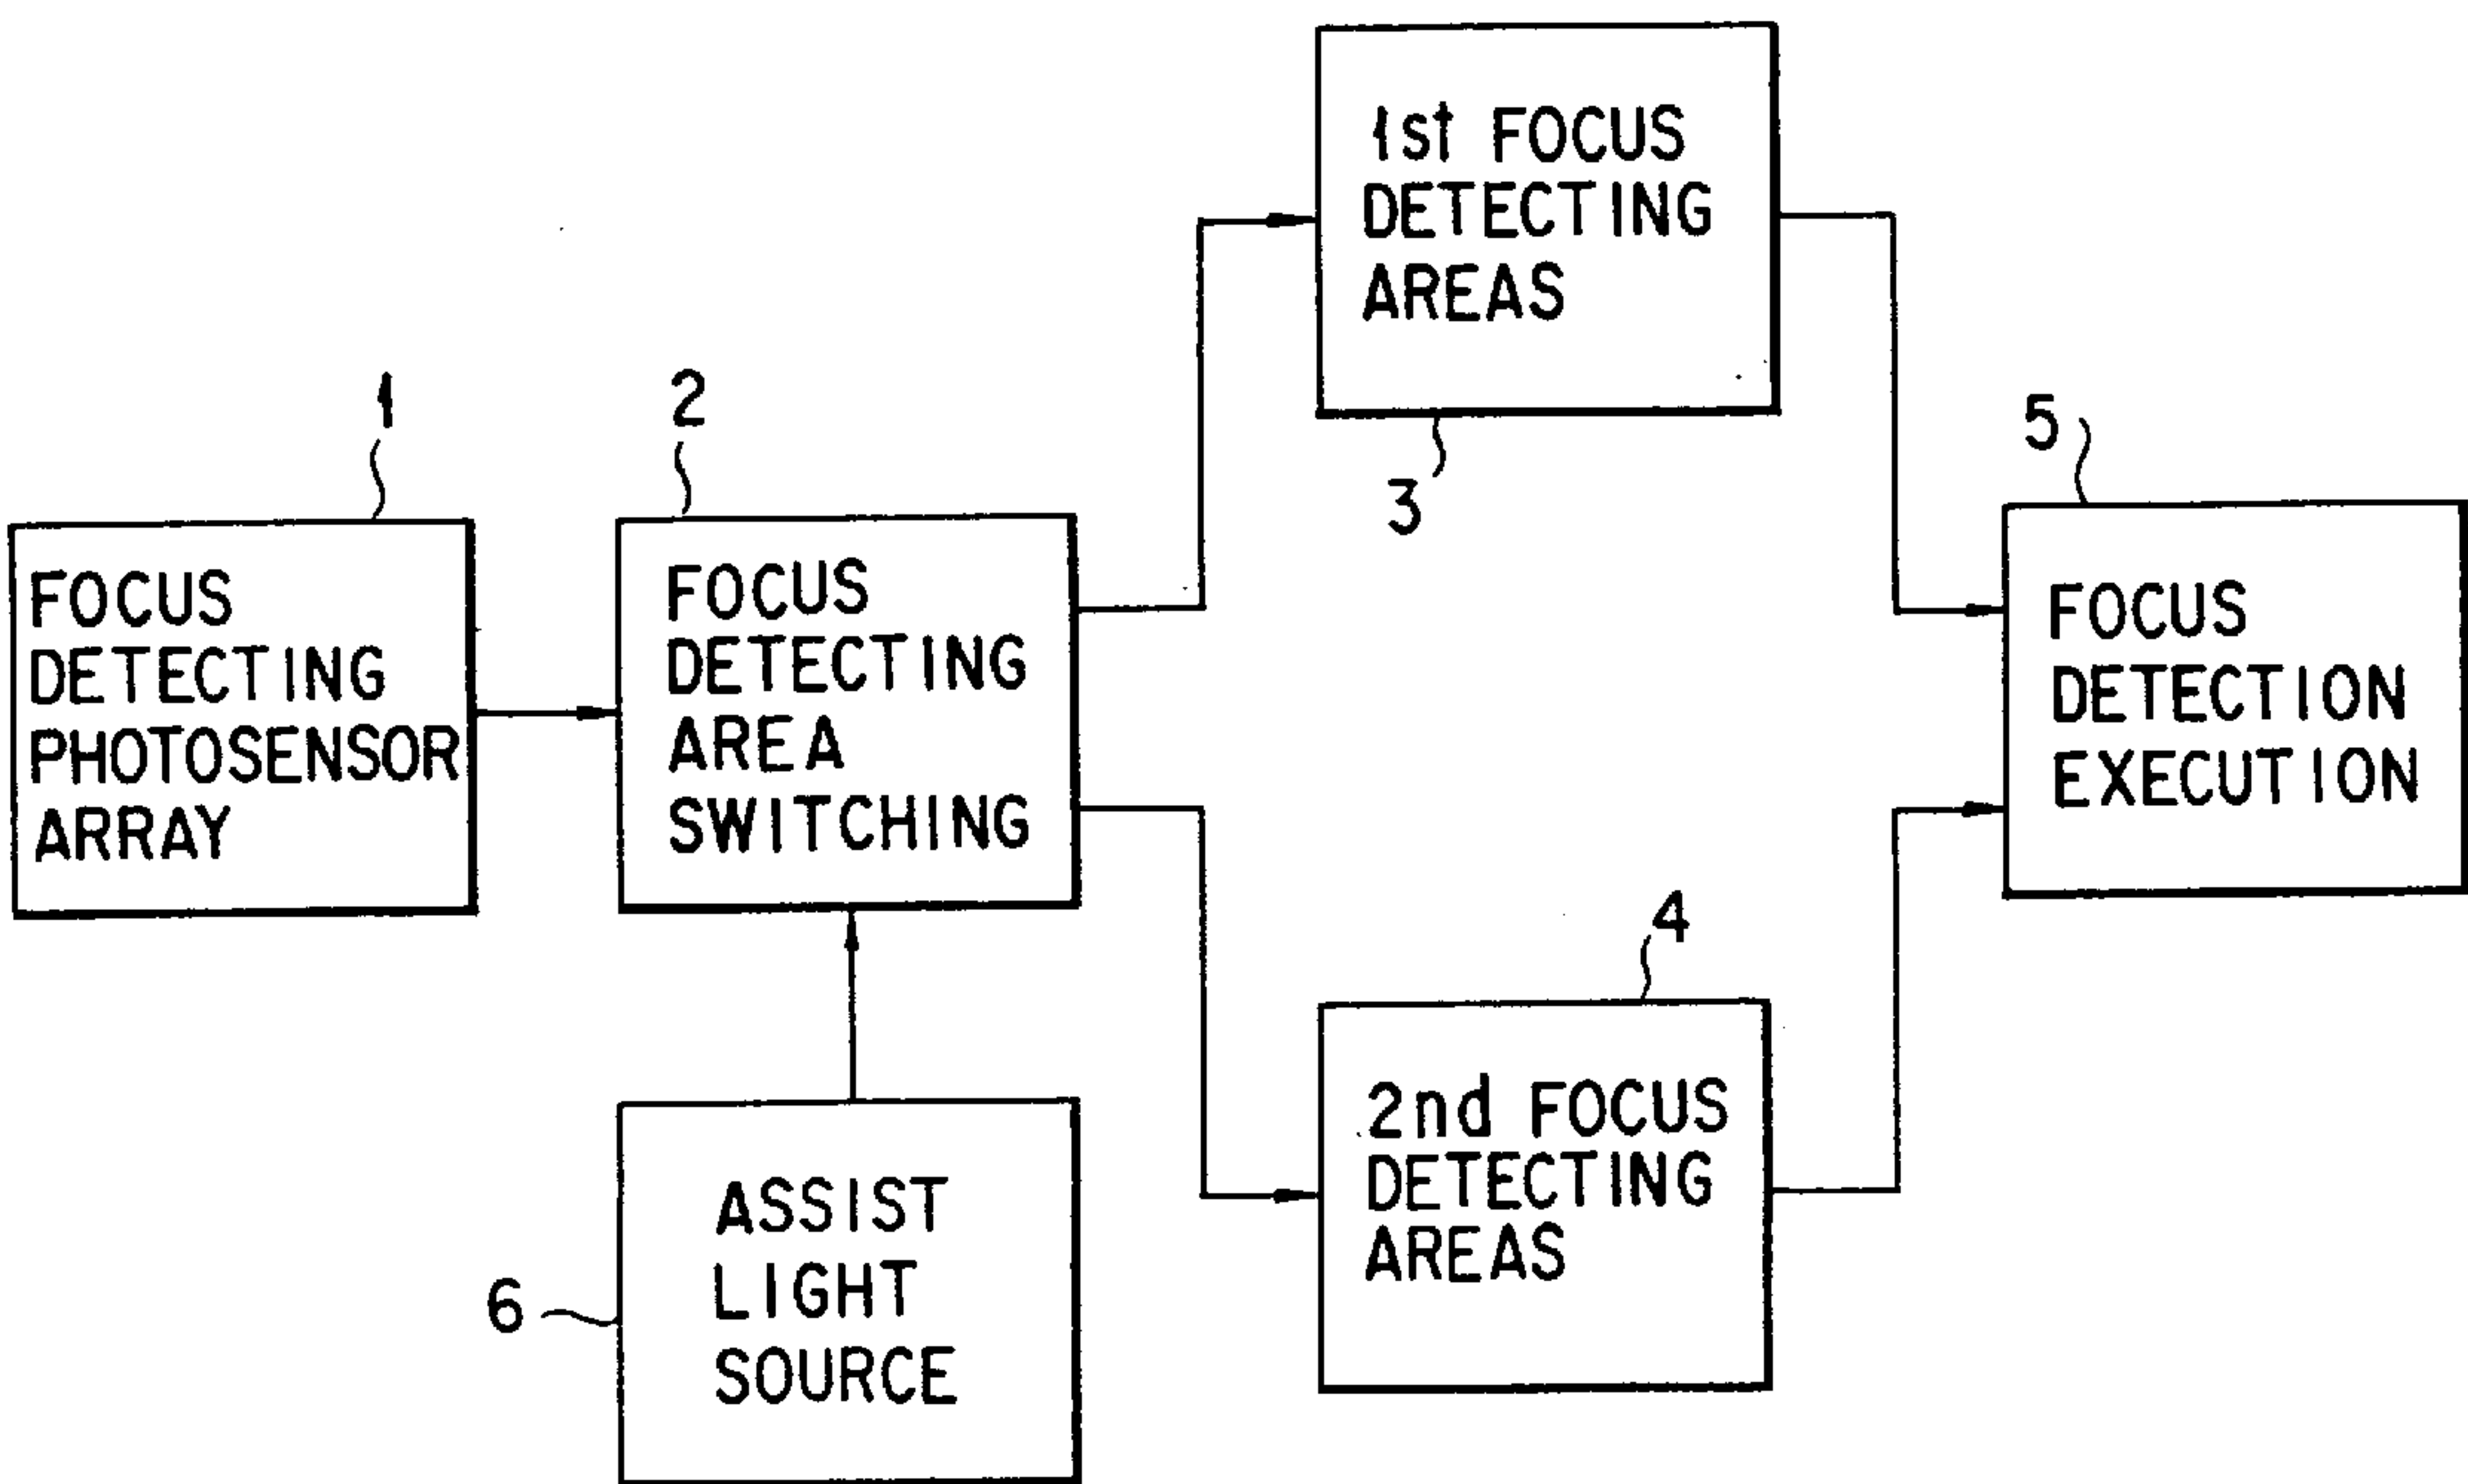 1
FOCUS
DETECTING
PHOTOSENSOR
ARRAY
2
FOCUS
DETECTING
AREA
SWITCHING
1st FOCUS
DETECTING
AREAS
3
5
FOCUS
DETECTION
EXECUTION
4
2nd FOCUS
DETECTING
AREAS
6
ASSIST
LIGHT
SOURCE